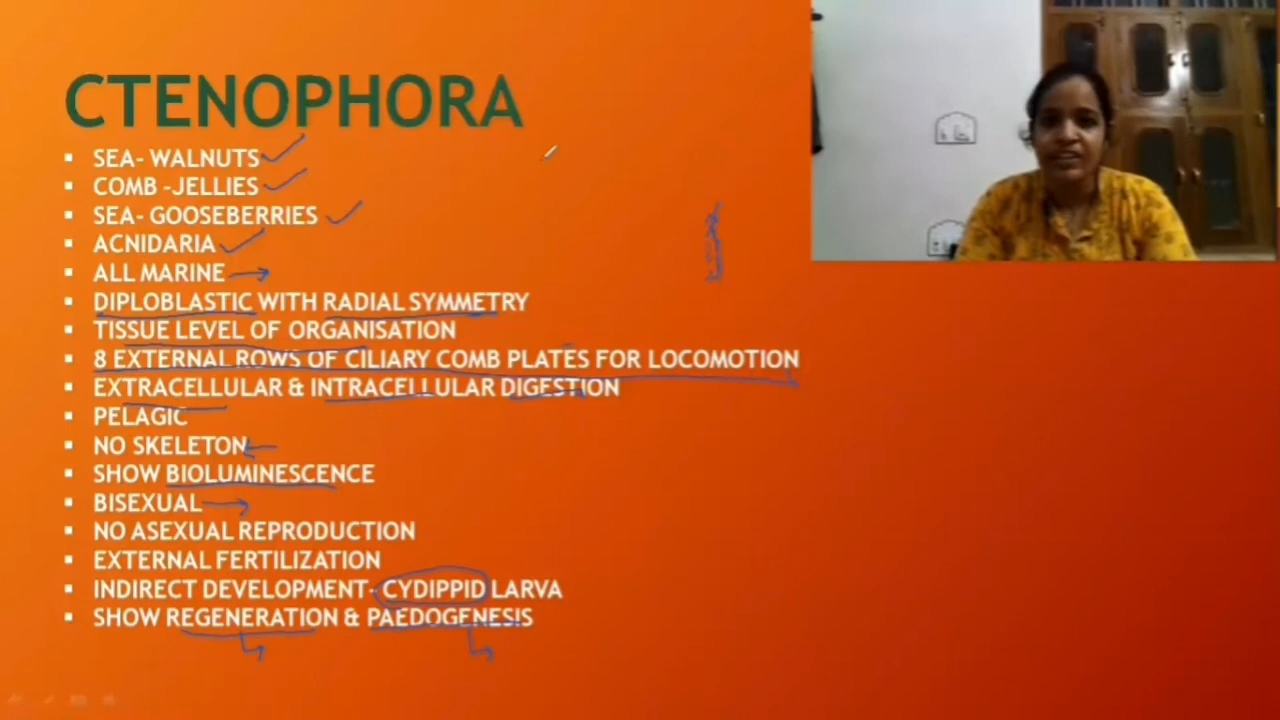 CTENOPHORA
SEA- WALNUTS
COMB -JELLIES
SEA- GOOSEBERRIES
ACNIDARIA
ALL MARINE
DIPLOBLASTIC WITH RADIAL SYMMETRY
TISSUE LEVEL OF ORGANISATION
8 EXTERNAL ROWS OF CILIARY COMB PLATES FOR LOCOMOTION
EXTRACELLULAR & INTRACELLULAR DIGESTION
PELAGIC
NO SKELETON
SHOW BIOLUMINESCENCE
BISEXUAL
NO ASEXUAL REPRODUCTION
EXTERNAL FERTILIZATION
INDIRECT DEVELOPMENT- CYDIPPID LARVA
SHOW REGENERATION & PAEDOGENESIS